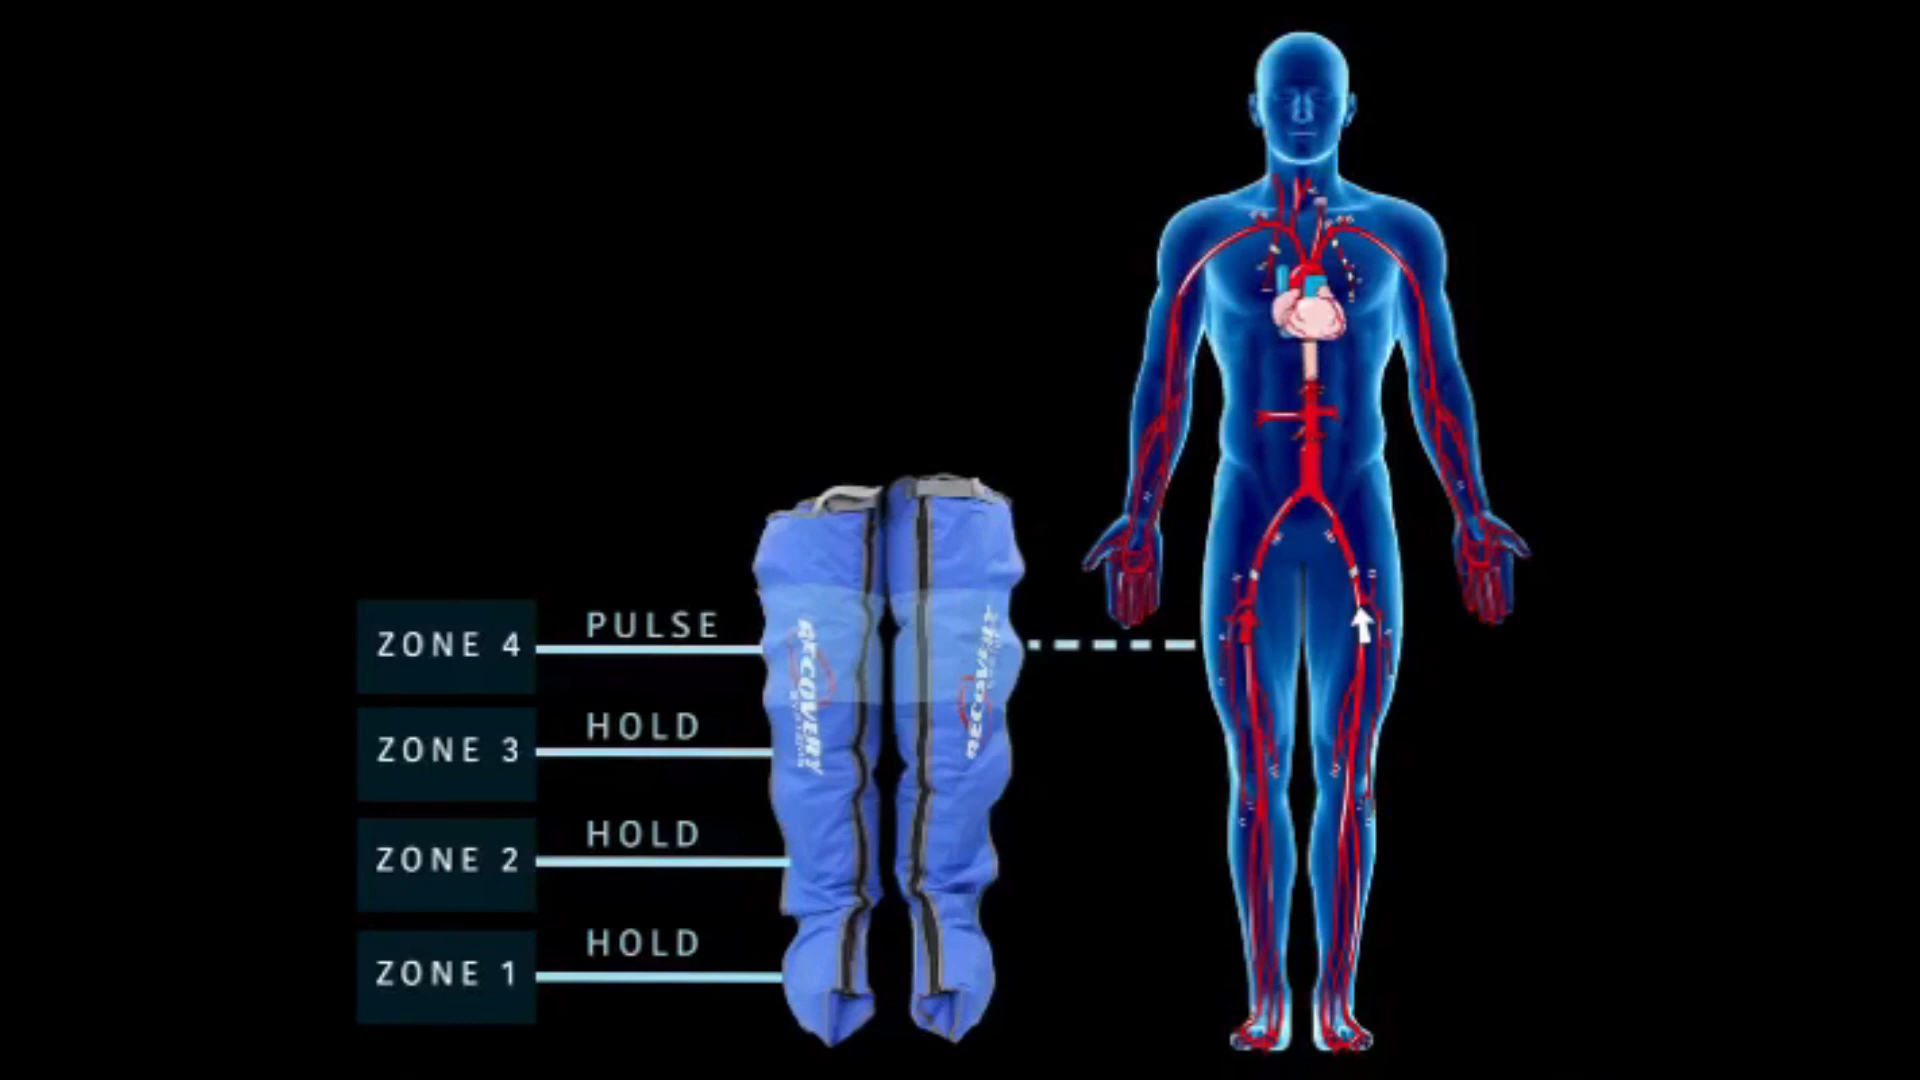 PULSE
ZONE 4
HOLD
ZONE 3
HOLD
ZONE 2
HOLD
ZONE 1
RECOVERY
RECOVERY